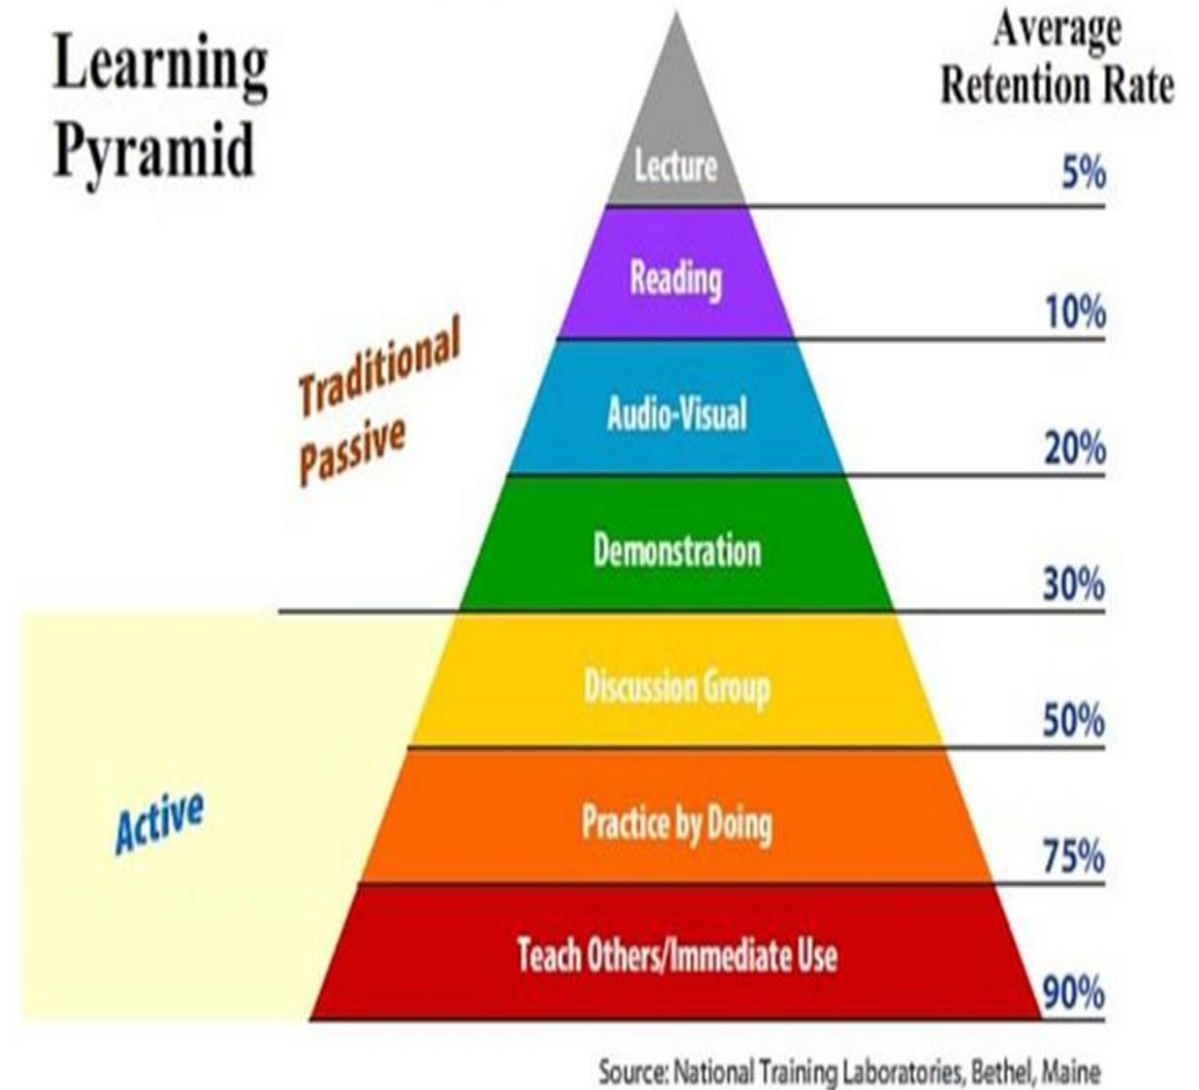 Learning
Pyramid
Average
Retention Rate
Lecture
5%
Reading
10%
Traditional
Passive
Audio-Visual
20%
Demonstration
30%
Discussion Group
50%
Active
Practice by Doing
75%
Teach Others/Immediate Use
90%
Source: National Training Laboratories, Bethel, Maine